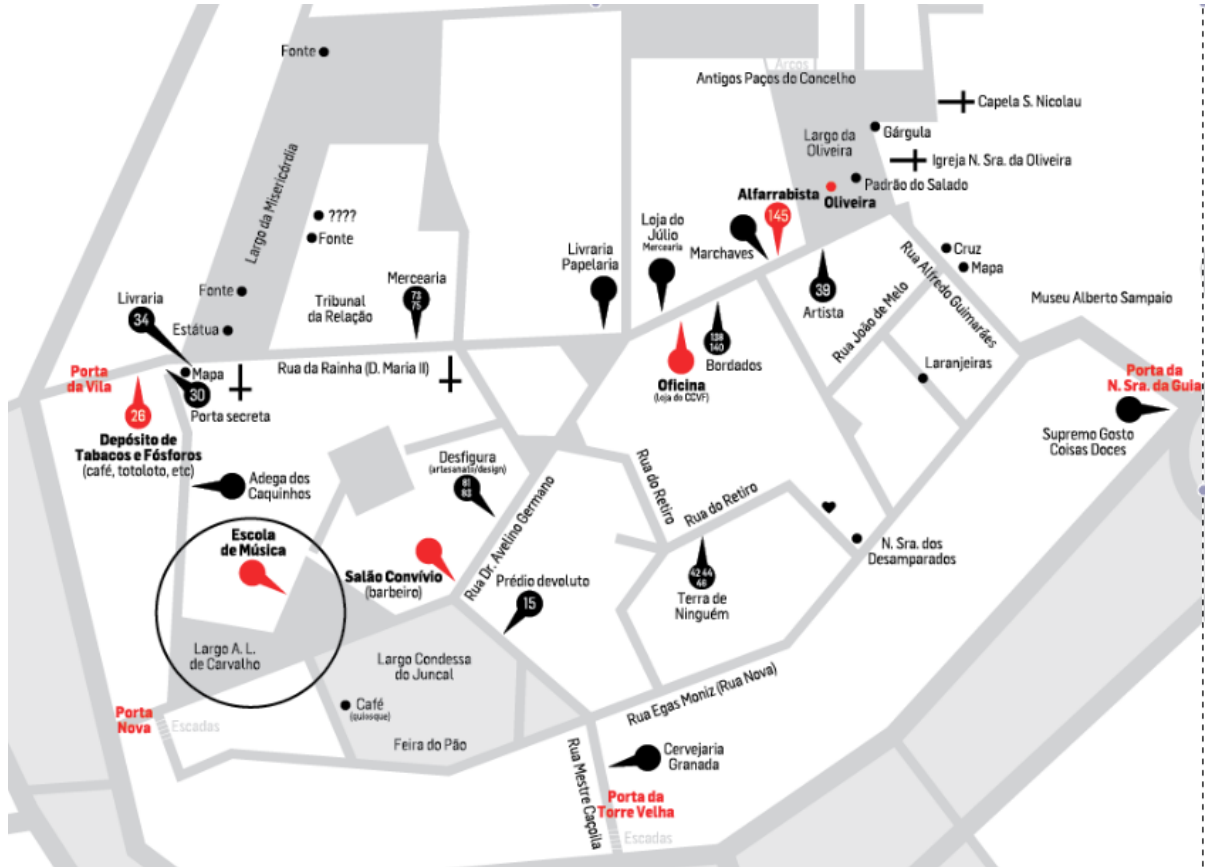 Fonte
Arcos
Antigos Paços do Concelho
Capela S. Nicolau
Gárgula
Largo da
Oliveira
Igreja N. Sra. da Oliveira
Padrão do Salado
Alfarrabista
145
Oliveira
Largo da Misericórdia
????
Fonte
Loja do
Júlio
Mercearia
Marchaves
Livraria
Papelaria
Cruz
Mapa
Rua Alfredo Guimarães
Mercearia
73
75
Fonte
Livraria
34
Tribunal
da Relação
Estátua
39
Artista
Rua João de Melo
Museu Alberto Sampaio
138
140
Bordados
Oficina
(loja do CCVF)
Laranjeiras
Rua da Rainha (D. Maria II)
Porta
da Vila
Mapa
30
Porta secreta
26
Depósito de
Tabacos e Fósforos
(café, totoloto, etc)
Porta da
N. Sra. da Guia
Supremo Gosto
Coisas Doces
Adega dos
Caquinhos
Desfigura
(artesanato/design)
81
83
Rua do Retiro
Rua do Retiro
Rua Dr. Avelino Germano
N. Sra. dos
Desamparados
Escola
de Música
Salão Convívio
(barbeiro)
Prédio devoluto
15
42 44
46
Terra de
Ninguém
Largo A. L.
de Carvalho
Largo Condessa
do Juncal
Café
(quiosque)
Feira do Pão
Rua Egas Moniz (Rua Nova)
Porta
Nova
Escadas
Rua Mestre Caçoila
Cervejaria
Granada
Porta da
Torre Velha
Escadas